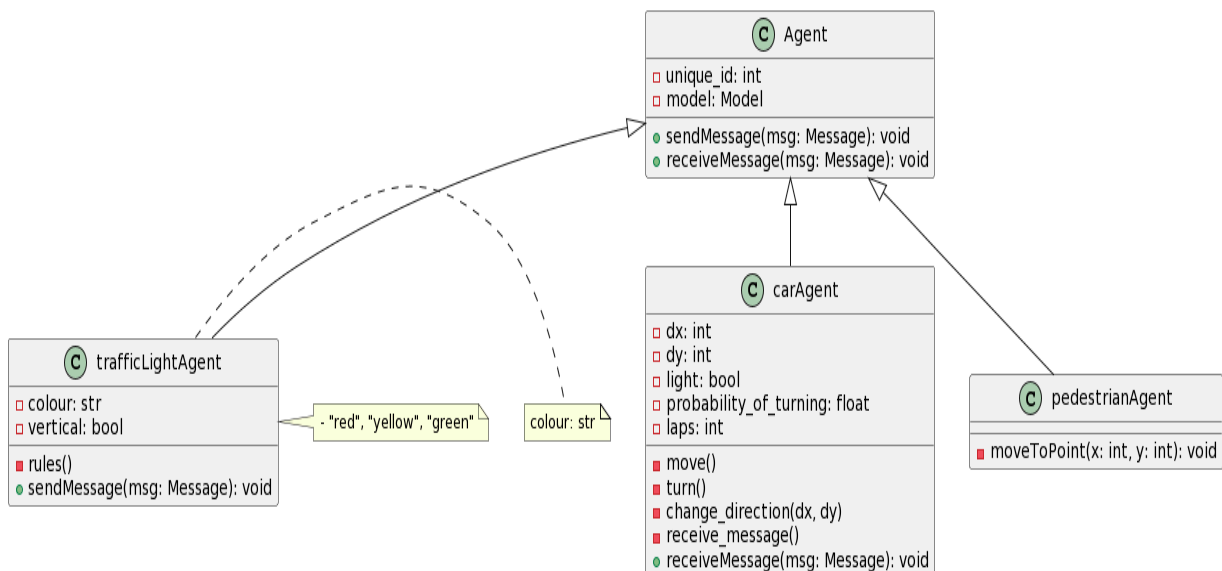 C Agent
unique_id: int
model: Model
sendMessage(msg: Message): void
receiveMessage(msg: Message): void
C trafficLightAgent
colour: str
vertical: bool
rules()
sendMessage(msg: Message): void
- "red", "yellow", "green"
colour: str
C carAgent
dx: int
dy: int
light: bool
probability_of_turning: float
laps: int
move()
turn()
change_direction(dx, dy)
receive_message()
receiveMessage(msg: Message): void
C pedestrianAgent
moveToPoint(x: int, y: int): void